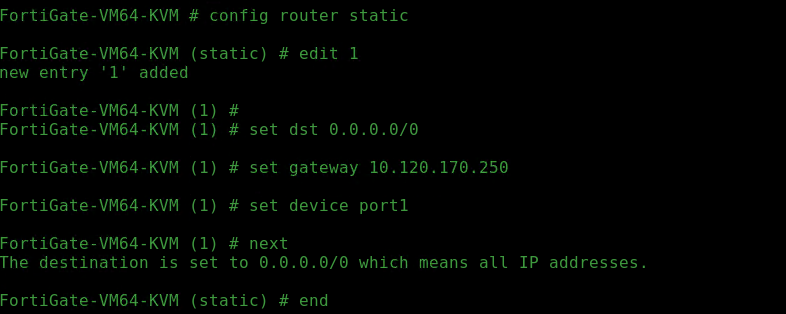 FortiGate-VM64-KVM # config router static
FortiGate-VM64-KVM (static) # edit 1
new entry '1' added
FortiGate-VM64-KVM (1) #
FortiGate-VM64-KVM (1) # set dst 0.0.0.0/0
FortiGate-VM64-KVM (1) # set gateway 10.120.170.250
FortiGate-VM64-KVM (1) # set device port1
FortiGate-VM64-KVM (1) # next
The destination is set to 0.0.0.0/0 which means all IP addresses.
FortiGate-VM64-KVM (static) # end